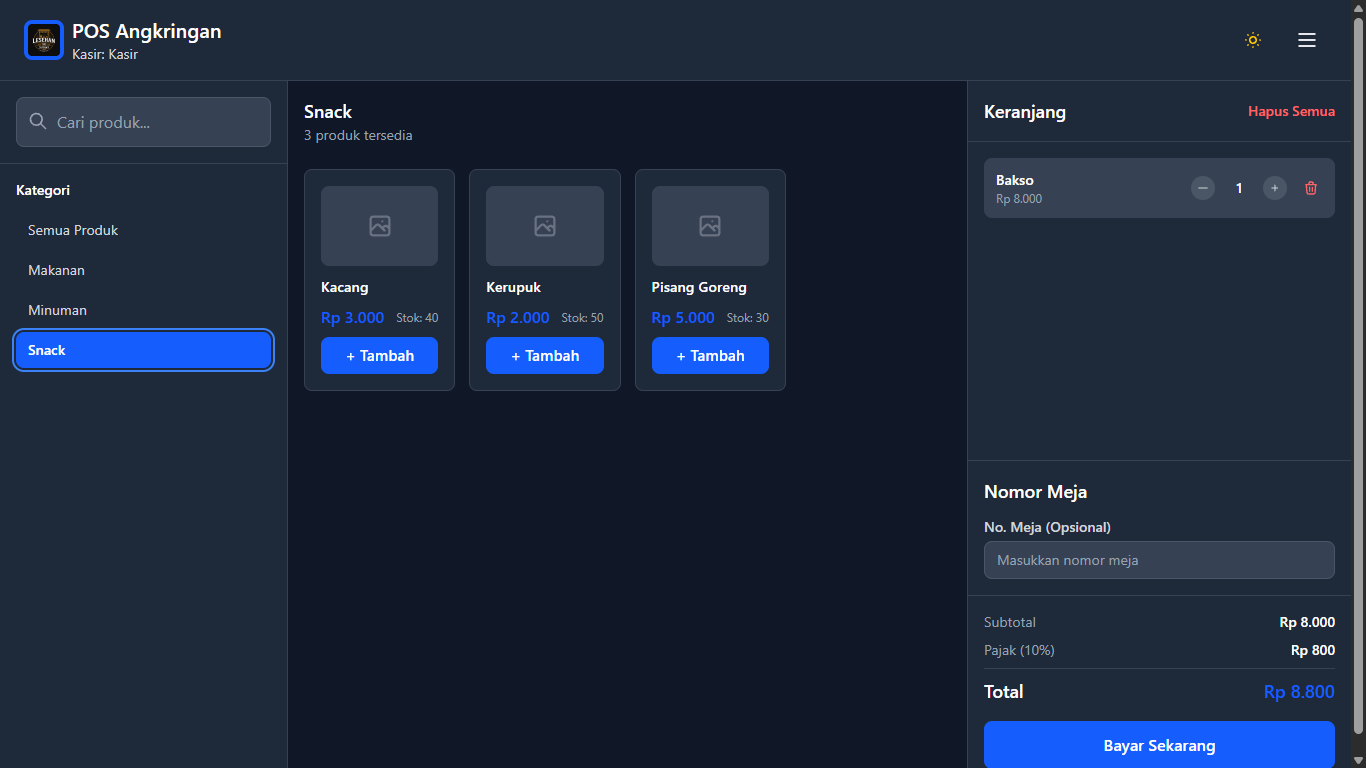 LESEHAN
POS Angkringan
Kasir: Kasir
Cari produk...
Kategori
Semua Produk
Makanan
Minuman
Snack
Snack
3 produk tersedia
Kacang
Rp 3.000 Stok: 40
+ Tambah
Kerupuk
Rp 2.000 Stok: 50
+ Tambah
Pisang Goreng
Rp 5.000 Stok: 30
+ Tambah
Keranjang Hapus Semua
Bakso
Rp 8.000
1
Nomor Meja
No. Meja (Opsional)
Masukkan nomor meja
Subtotal Rp 8.000
Pajak (10%) Rp 800
Total Rp 8.800
Bayar Sekarang